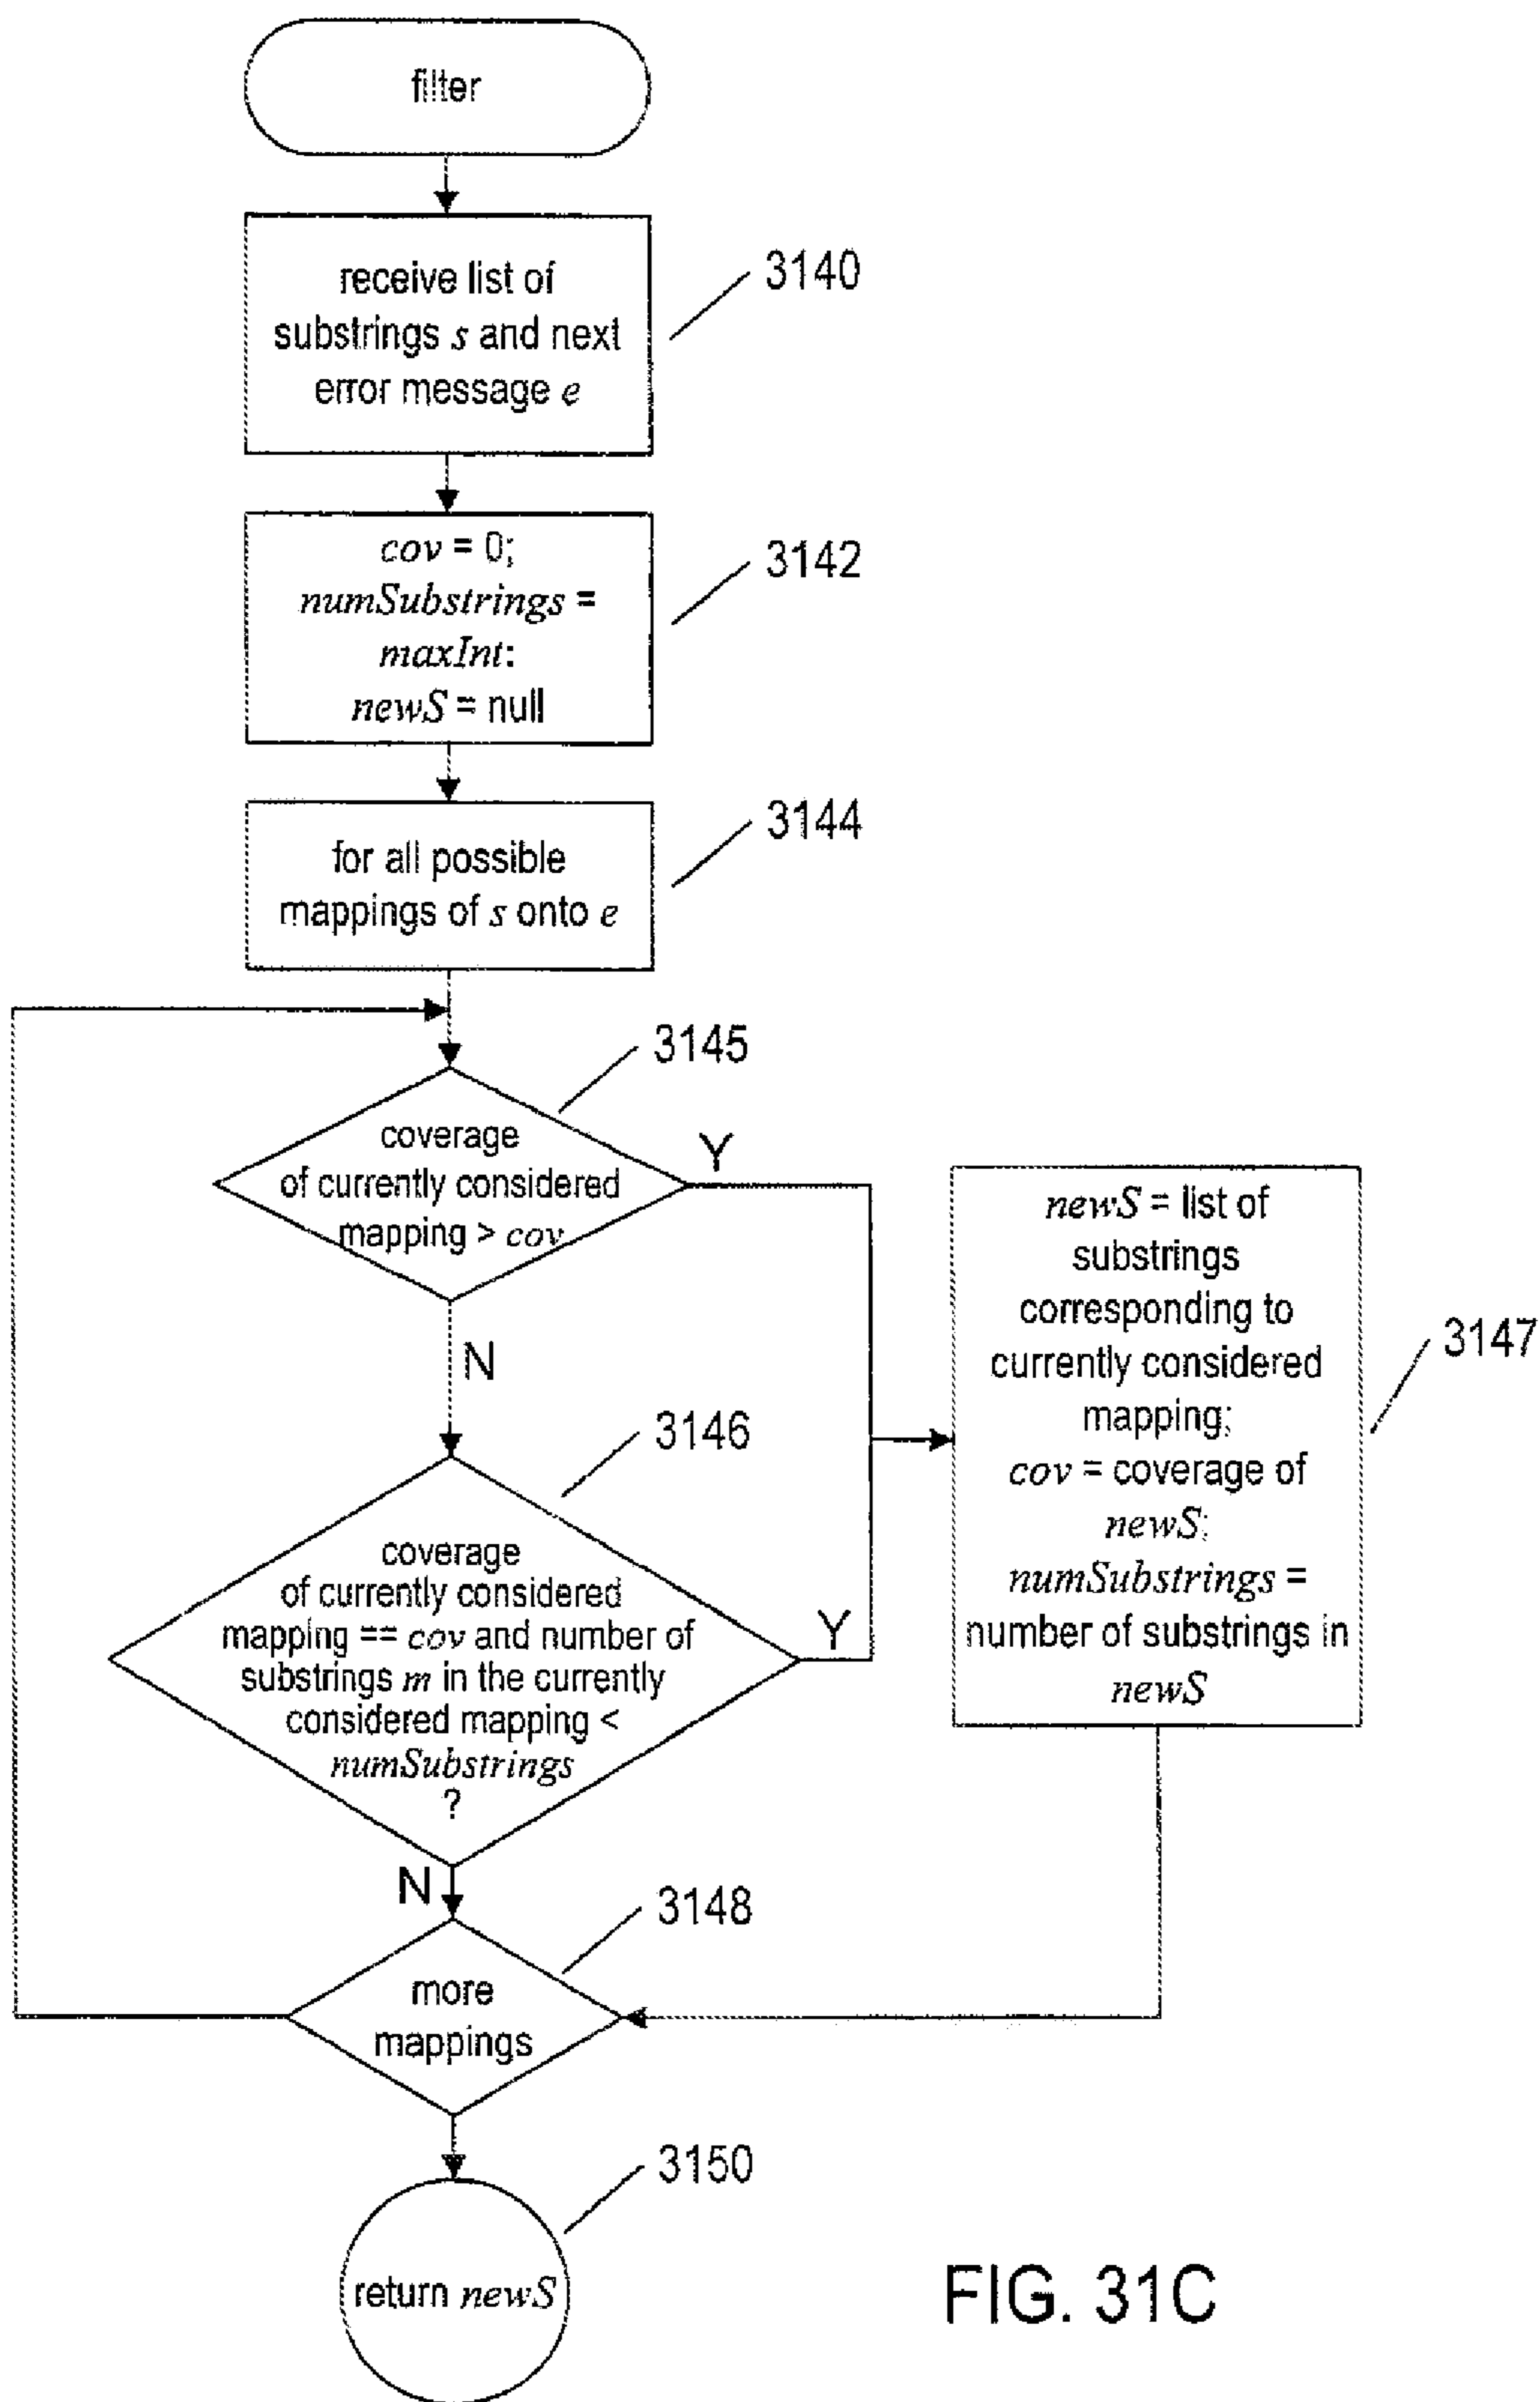 filter
receive list of
substrings s and next
error message e
3140
cov = 0;
numSubstrings =
maxInt:
newS = null
3142
for all possible
mappings of s onto e
3144
3145
coverage
of currently considered
mapping > cov
Y
N
newS = list of
substrings
corresponding to
currently considered
mapping;
cov = coverage of
newS;
numSubstrings =
number of substrings in
newS
3147
3146
coverage
of currently considered
mapping == cov and number of
substrings m in the currently
considered mapping <
numSubstrings
?
Y
N
3148
more
mappings
3150
return newS
FIG. 31C